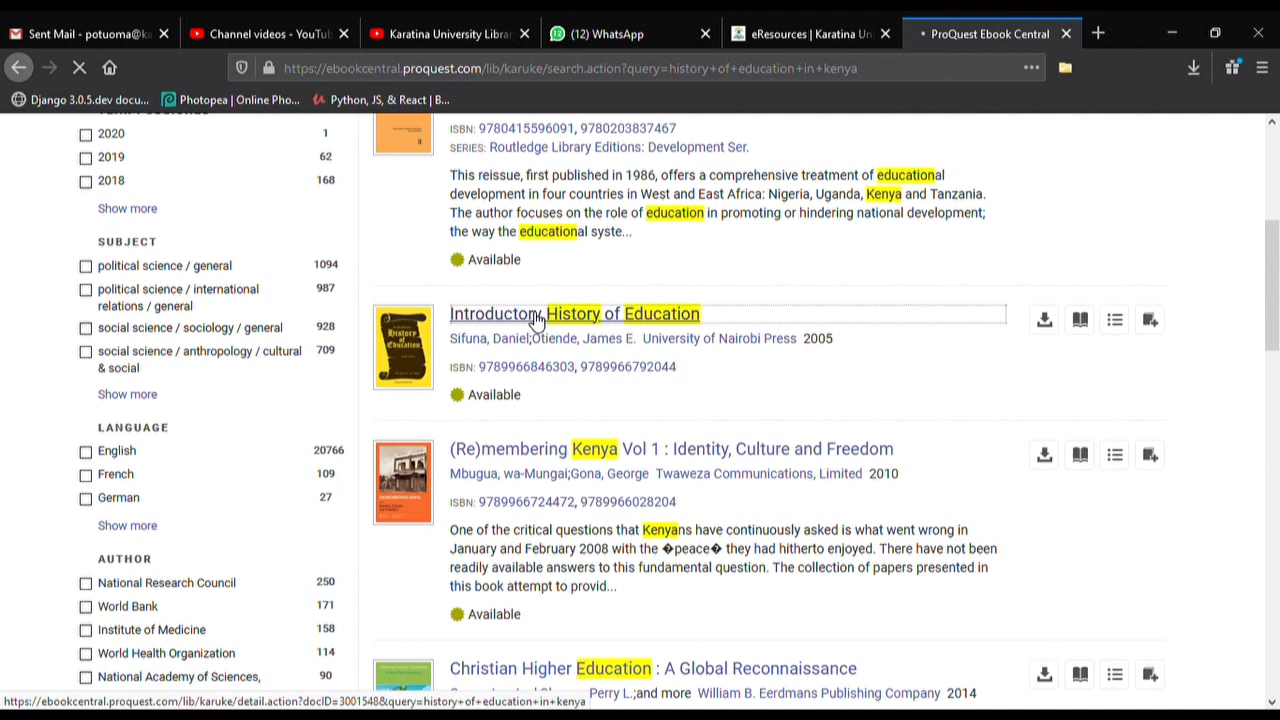 Sent Mail - potuoma@ka
Channel videos - YouTub
Karatina University Librar
(12) WhatsApp
eResources | Karatina Un
ProQuest Ebook Central
https://ebookcentral.proquest.com/lib/karuke/search.action?query=history+of+education+in+kenya
Django 3.0.5.dev docu...
Photopea | Online Pho...
Python, JS, & React | B...
2020 1
2019 62
2018 168
Show more
SUBJECT
political science / general 1094
political science / international 987
relations / general
social science / sociology / general 928
social science / anthropology / cultural 709
& social
Show more
LANGUAGE
English 20766
French 109
German 27
Show more
AUTHOR
National Research Council 250
World Bank 171
Institute of Medicine 158
World Health Organization 114
National Academy of Sciences, 90
ISBN: 9780415596091, 9780203837467
SERIES: Routledge Library Editions: Development Ser.
This reissue, first published in 1986, offers a comprehensive treatment of educational
development in four countries in West and East Africa: Nigeria, Uganda, Kenya and Tanzania.
The author focuses on the role of education in promoting or hindering national development;
the way the educational syste...
Available
Introductory History of Education
Sifuna, Daniel;Otiende, James E. University of Nairobi Press 2005
ISBN: 9789966846303, 9789966792044
Available
History
of
Education
(Re)membering Kenya Vol 1 : Identity, Culture and Freedom
Mbugua, wa-Mungai;Gona, George Twaweza Communications, Limited 2010
ISBN: 9789966724472, 9789966028204
One of the critical questions that Kenyans have continuously asked is what went wrong in
January and February 2008 with the �peace� they had hitherto enjoyed. There have not been
readily available answers to this fundamental question. The collection of papers presented in
this book attempt to provid...
Available
Christian Higher Education : A Global Reconnaissance
Perry L.;and more William B. Eerdmans Publishing Company 2014
https://ebookcentral.proquest.com/lib/karuke/detail.action?docID=3001548&query=history+of+education+in+kenya